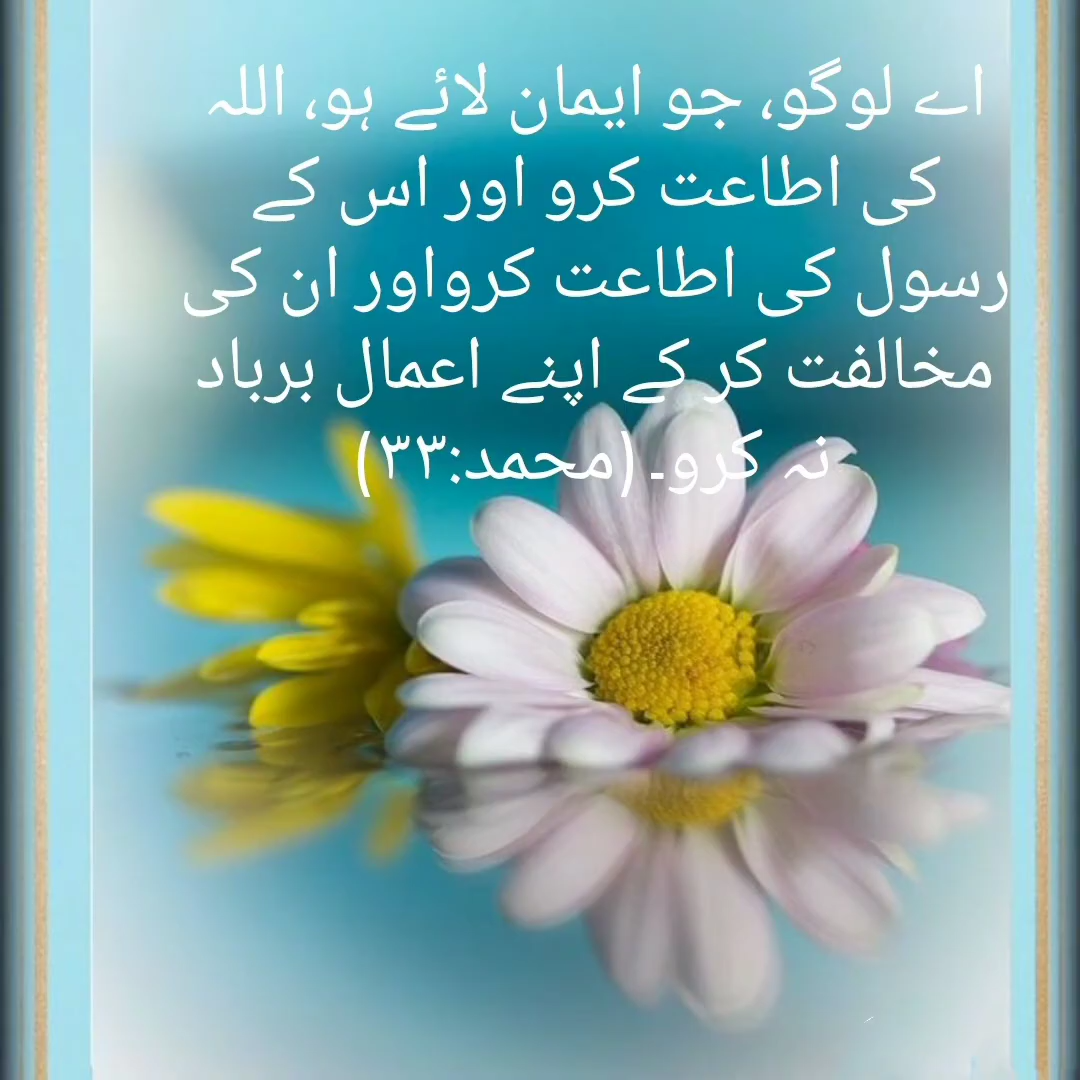 اے لوگو، جو ایمان لائے ہو، اللہ
کی اطاعت کرو اور اس کے
رسول کی اطاعت کرواور ان کی
مخالفت کر کے اپنے اعمال برباد
نہ کرو۔ (محمد:۳۳)